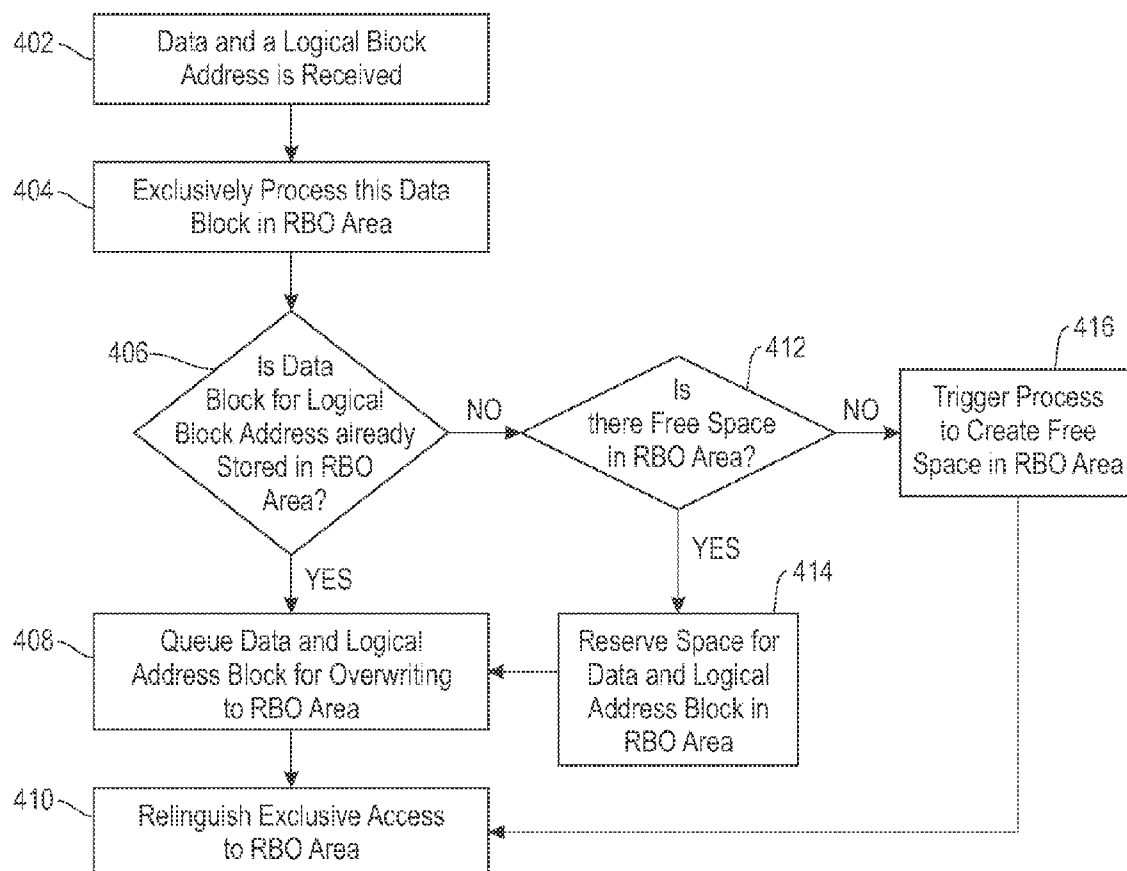 402
Data and a Logical Block
Address is Received
404
Exclusively Process this Data
Block in RBO Area
406
Is Data
Block for Logical
Block Address already
Stored in RBO
Area?
NO
412
Is
there Free Space
in RBO Area?
NO
416
Trigger Process
to Create Free
Space in RBO Area
YES
YES
408
Queue Data and Logical
Address Block for Overwriting
to RBO Area
414
Reserve Space for
Data and Logical
Address Block in
RBO Area
410
Relinguish Exclusive Access
to RBO Area